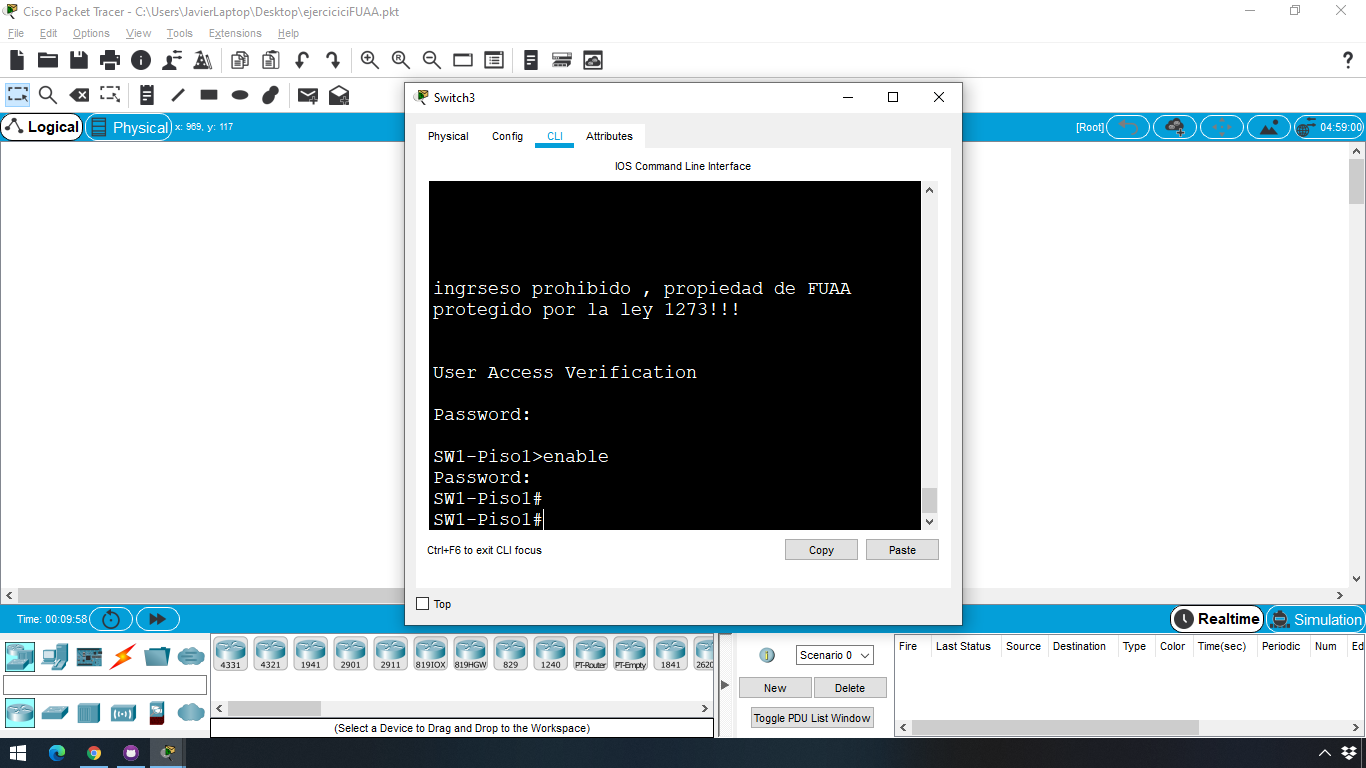 Cisco Packet Tracer - C:\Users\JavierLaptop\Desktop\ejerciciciFUAA.pkt
File Edit Options View Tools Extensions Help
Logical Physical x: 969, y: 117 [Root] 04:59:00
Switch3
Physical Config CLI Attributes
IOS Command Line Interface
ingrseso prohibido , propiedad de FUAA
protegido por la ley 1273!!!
User Access Verification
Password:
SW1-Piso1>enable
Password:
SW1-Piso1#
SW1-Piso1#
Ctrl+F6 to exit CLI focus
Copy Paste
Top
Time: 00:09:58 Realtime Simulation
4331 4321 1941 2901 2911 819IOX 819HGW 829 1240 PT-Router PT-Empty 1841 2620
(Select a Device to Drag and Drop to the Workspace)
Scenario 0
New Delete
Toggle PDU List Window
Fire Last Status Source Destination Type Color Time(sec) Periodic Num Ed